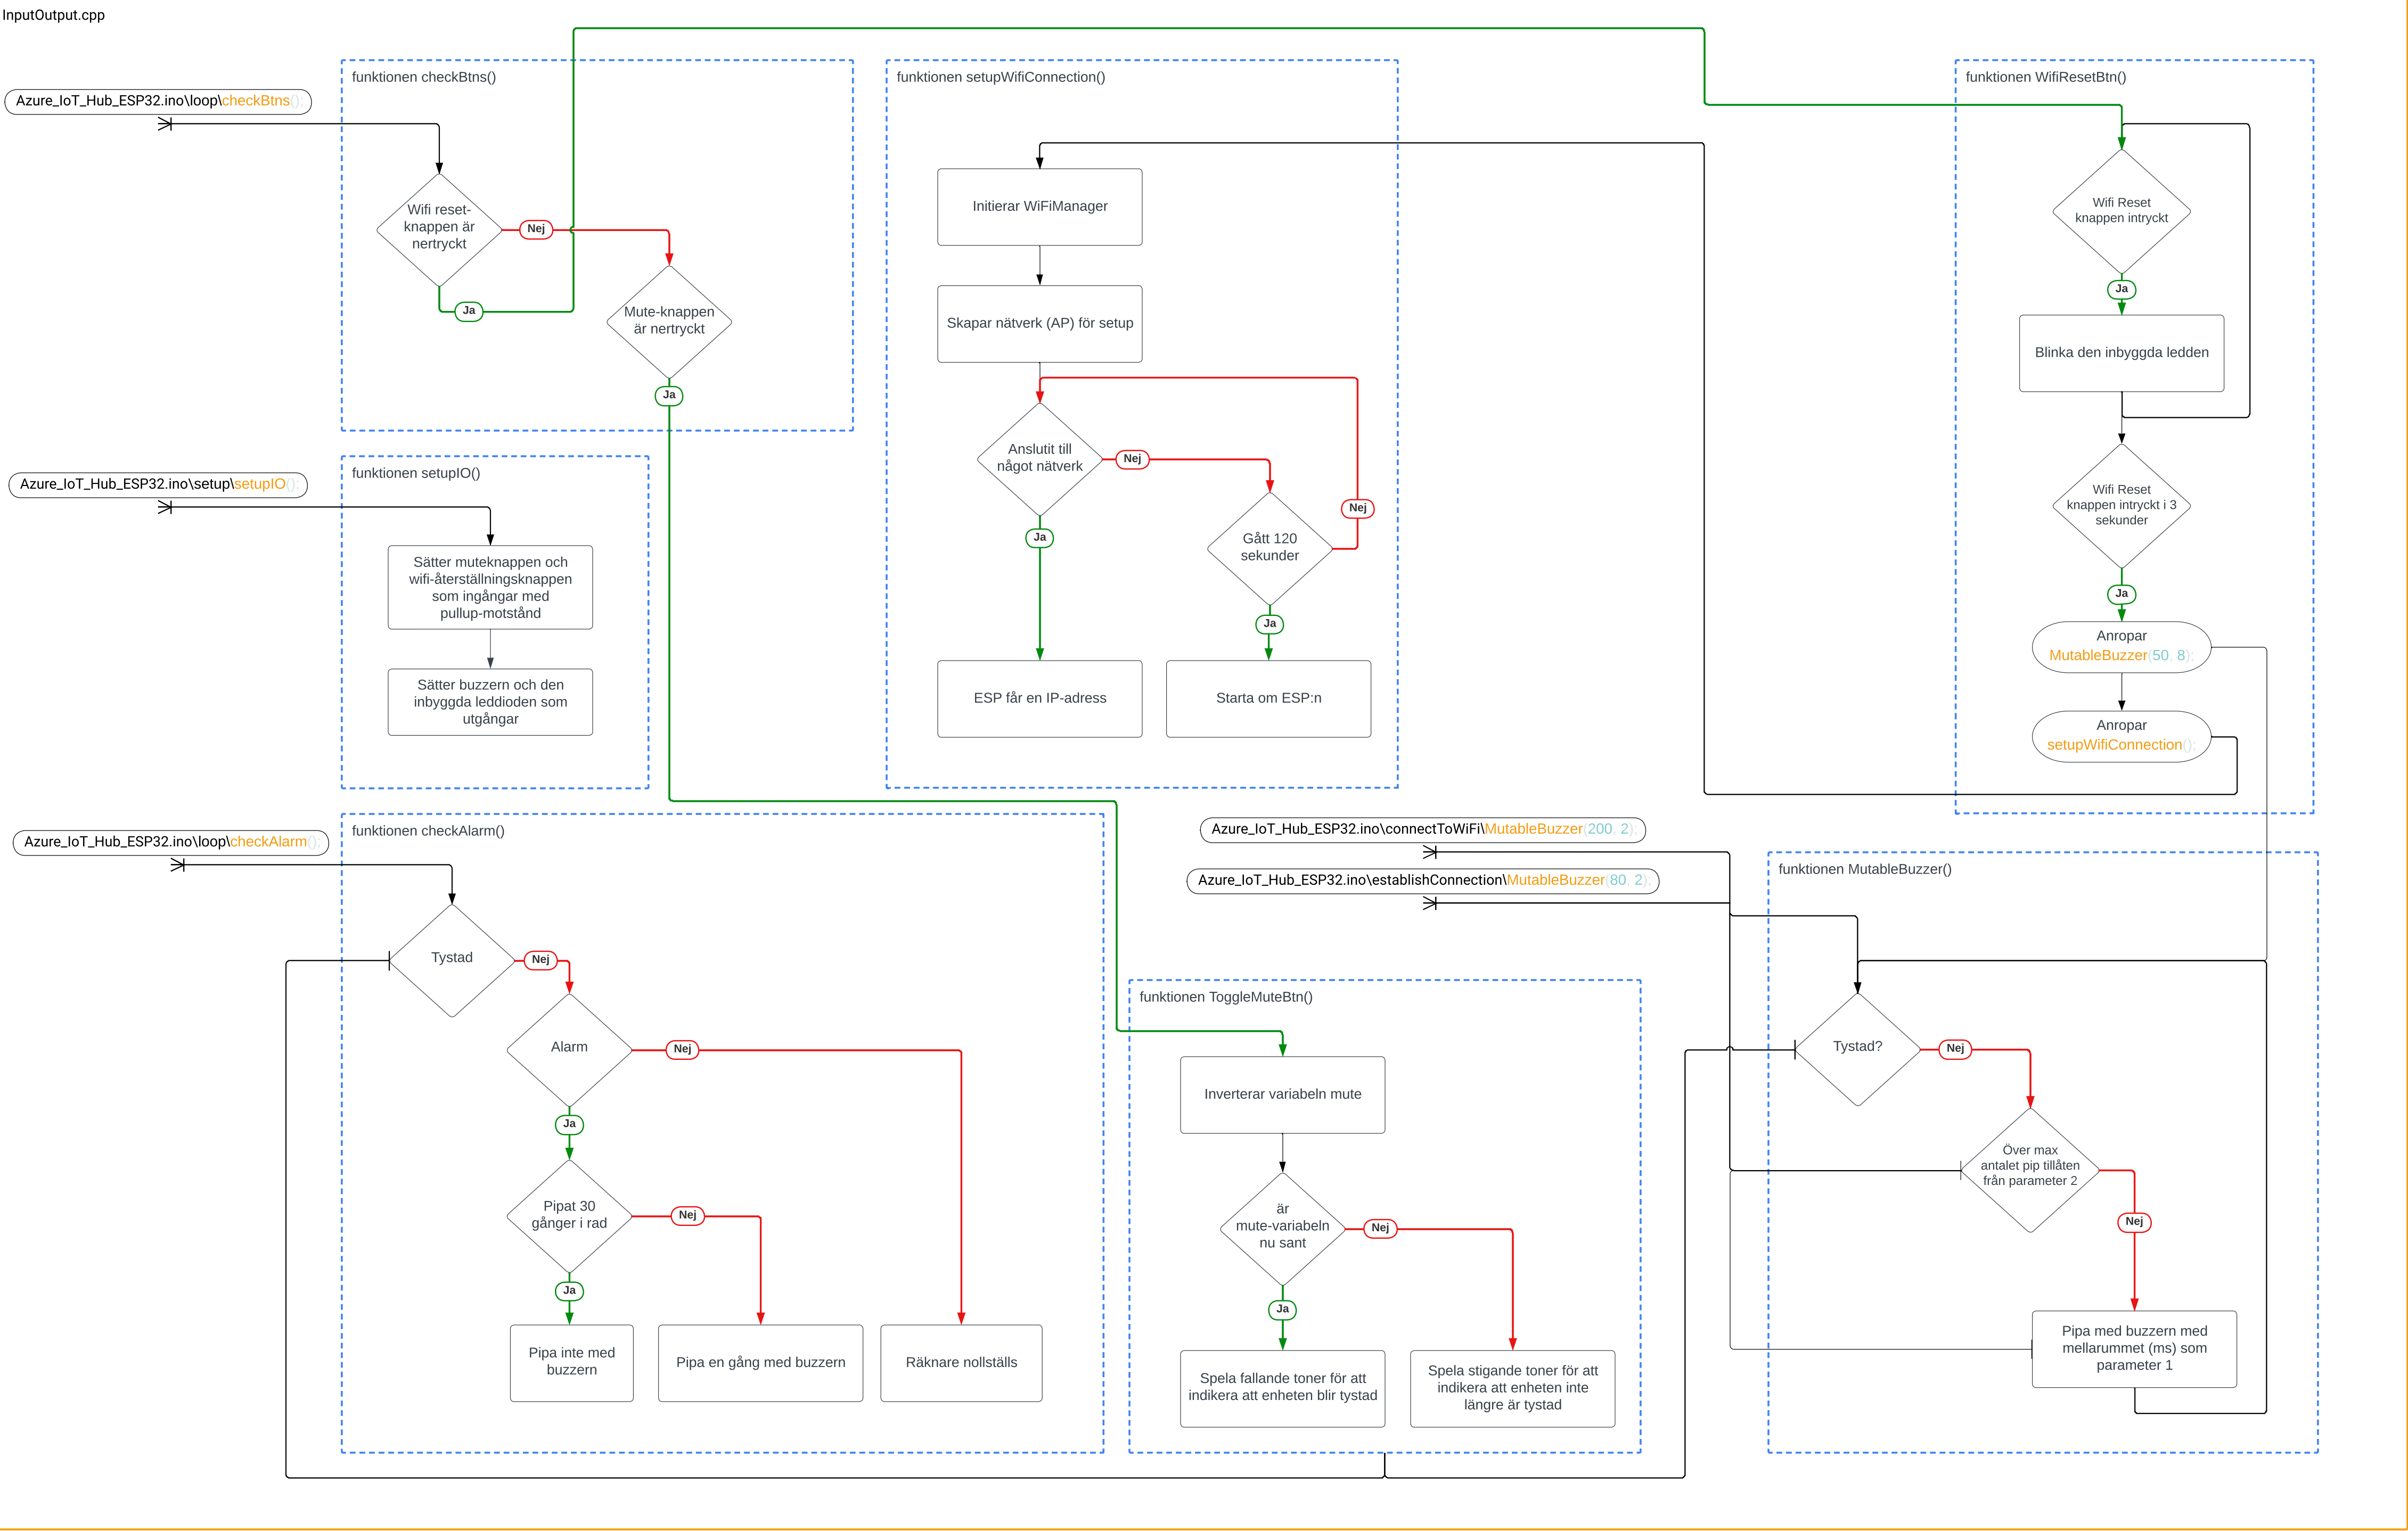 InputOutput.cpp
funktionen checkBtns()
Azure_IoT_Hub_ESP32.ino\loop\checkBtns();
Wifi reset-
knappen är
nertryckt
Nej
Ja
Mute-knappen
är nertryckt
Ja
funktionen setupIO()
Azure_IoT_Hub_ESP32.ino\setup\setupIO();
Sätter muteknappen och
wifi-återställningsknappen
som ingångar med
pullup-motstånd
Sätter buzzern och den
inbyggda leddioden som
utgångar
funktionen setupWifiConnection()
Initierar WiFiManager
Skapar nätverk (AP) för setup
Anslutit till
något nätverk
Nej
Ja
Gått 120
sekunder
Nej
Ja
ESP får en IP-adress
Starta om ESP:n
funktionen WifiResetBtn()
Wifi Reset
knappen intryckt
Ja
Blinka den inbyggda ledden
Wifi Reset
knappen intryckt i 3
sekunder
Ja
Anropar
MutableBuzzer(50, 8);
Anropar
setupWifiConnection();
funktionen checkAlarm()
Azure_IoT_Hub_ESP32.ino\loop\checkAlarm();
Tystad
Nej
Alarm
Nej
Ja
Pipat 30
gånger i rad
Nej
Ja
Pipa inte med
buzzern
Pipa en gång med buzzern
Räknare nollställs
Azure_IoT_Hub_ESP32.ino\connectToWiFi\MutableBuzzer(200, 2);
Azure_IoT_Hub_ESP32.ino\establishConnection\MutableBuzzer(80, 2);
funktionen ToggleMuteBtn()
Inverterar variabeln mute
är
mute-variabeln
nu sant
Nej
Ja
Spela fallande toner för att
indikera att enheten blir tystad
Spela stigande toner för att
indikera att enheten inte
längre är tystad
funktionen MutableBuzzer()
Tystad?
Nej
Över max
antalet pip tillåten
från parameter 2
Nej
Pipa med buzzern med
mellarummet (ms) som
parameter 1